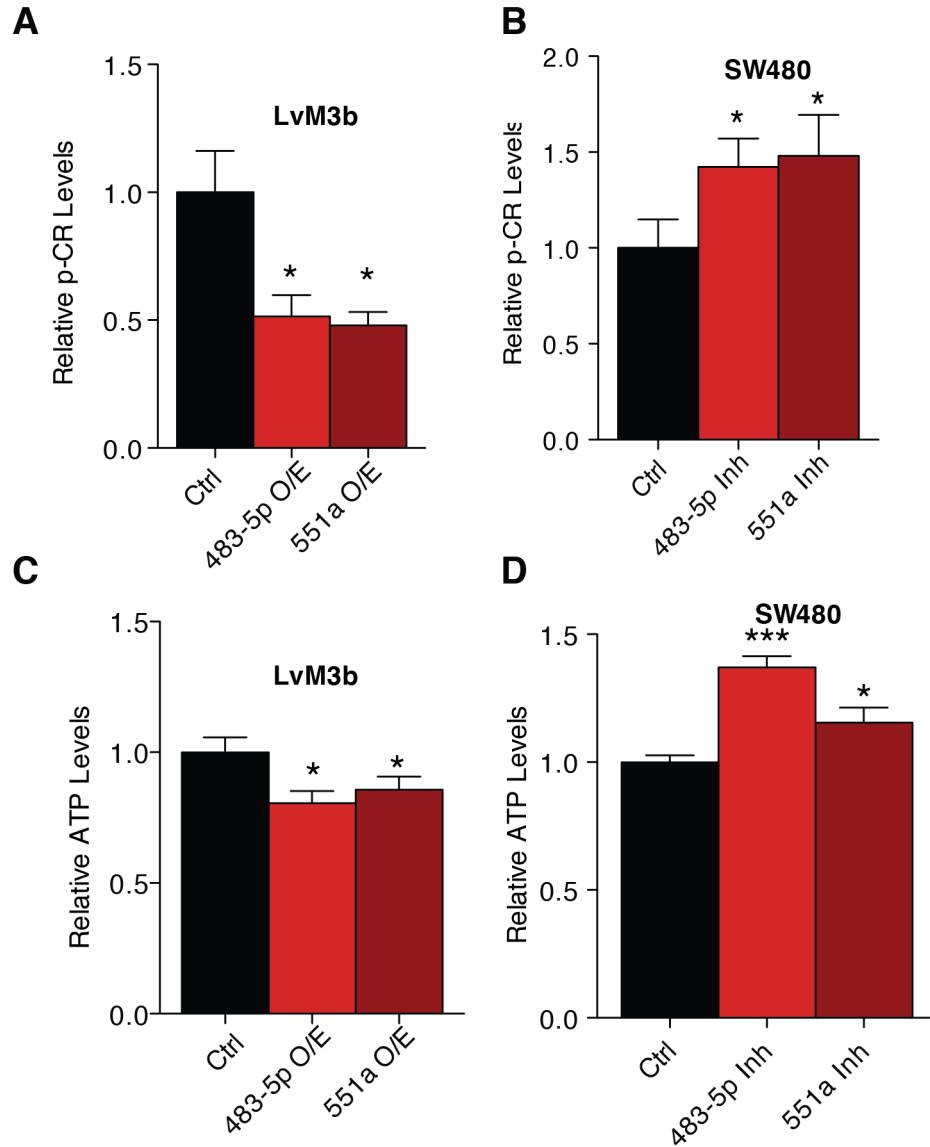 A
LvM3b
Relative p-CR Levels
1.5
1.0
0.5
0.0
*
*
Ctrl
483-5p O/E
551a O/E
B
SW480
Relative p-CR Levels
2.0
1.5
1.0
0.5
0.0
*
*
Ctrl
483-5p Inh
551a Inh
C
LvM3b
Relative ATP Levels
1.5
1.0
0.5
0.0
*
*
Ctrl
483-5p O/E
551a O/E
D
SW480
Relative ATP Levels
1.5
1.0
0.5
0.0
***
*
Ctrl
483-5p Inh
551a Inh